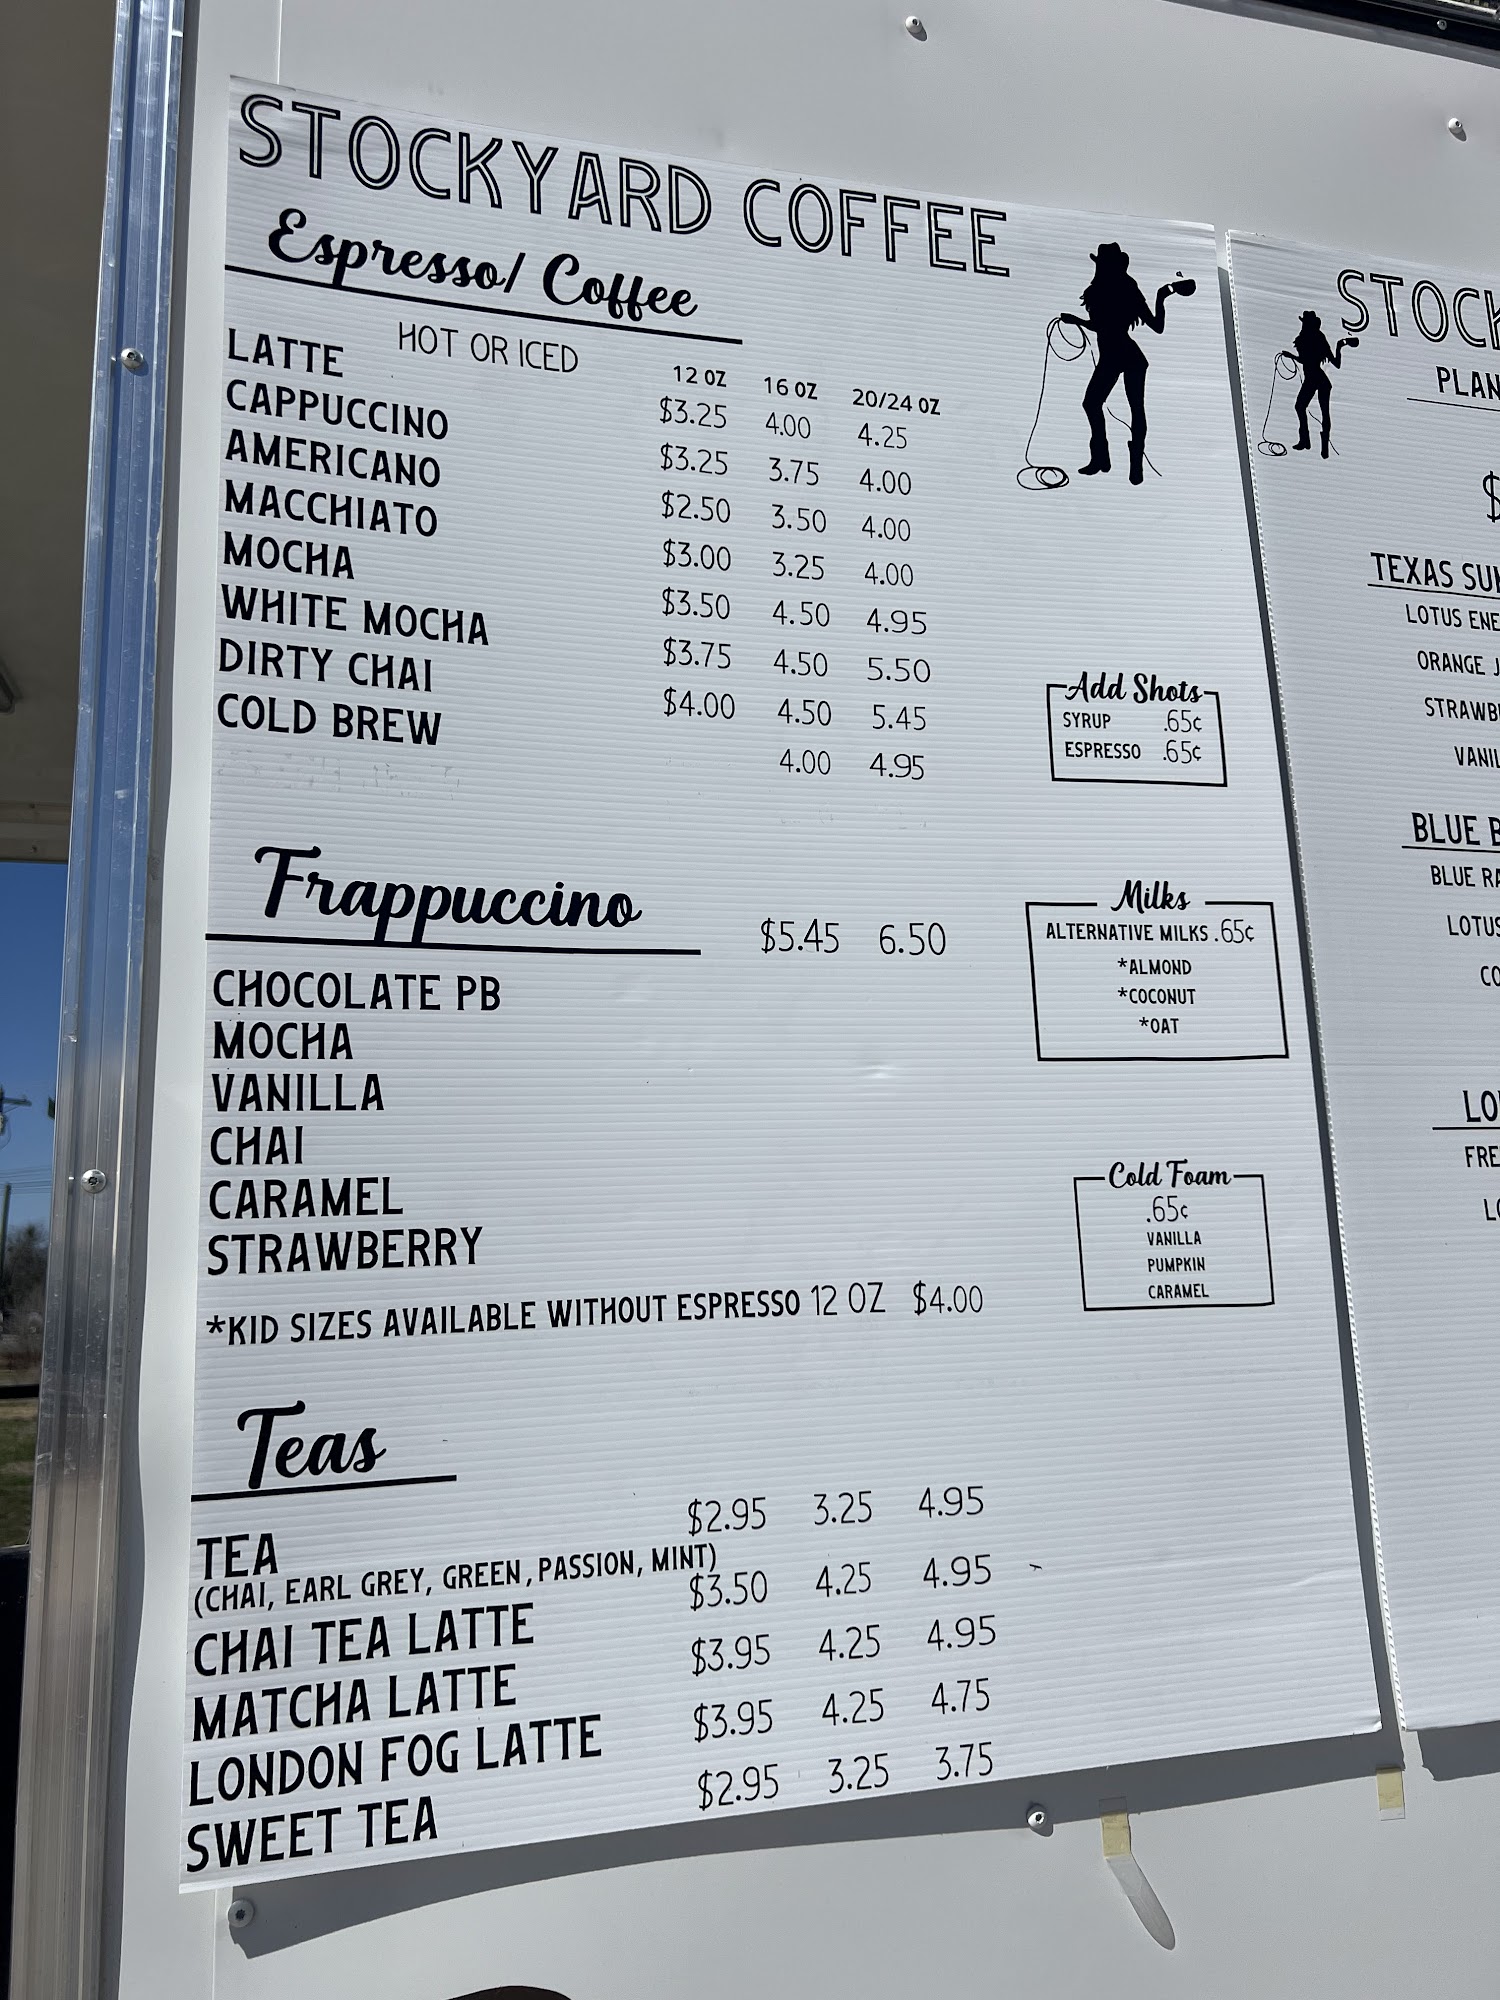 STOCKYARD COFFEE
Espresso/ Coffee
HOT OR ICED
12 OZ 16 OZ 20/24 OZ
LATTE $3.25 4.00 4.25
CAPPUCCINO $3.25 3.75 4.00
AMERICANO $2.50 3.50 4.00
MACCHIATO $3.00 3.25 4.00
MOCHA $3.50 4.50 4.95
WHITE MOCHA $3.75 4.50 5.50
DIRTY CHAI $4.00 4.50 5.45
COLD BREW 4.00 4.95
Add Shots
SYRUP .65¢
ESPRESSO .65¢
Frappuccino $5.45 6.50
CHOCOLATE PB
MOCHA
VANILLA
CHAI
CARAMEL
STRAWBERRY
*KID SIZES AVAILABLE WITHOUT ESPRESSO 12 OZ $4.00
Milks
ALTERNATIVE MILKS .65¢
*ALMOND
*COCONUT
*OAT
Cold Foam
.65¢
VANILLA
PUMPKIN
CARAMEL
Teas
TEA $2.95 3.25 4.95
(CHAI, EARL GREY, GREEN, PASSION, MINT)
CHAI TEA LATTE $3.50 4.25 4.95
MATCHA LATTE $3.95 4.25 4.95
LONDON FOG LATTE $3.95 4.25 4.75
SWEET TEA $2.95 3.25 3.75
STOCK
PLAN
$
TEXAS SU
LOTUS ENE
ORANGE J
STRAWB
VANIL
BLUE B
BLUE RA
LOTUS
CO
LO
FRE
LO